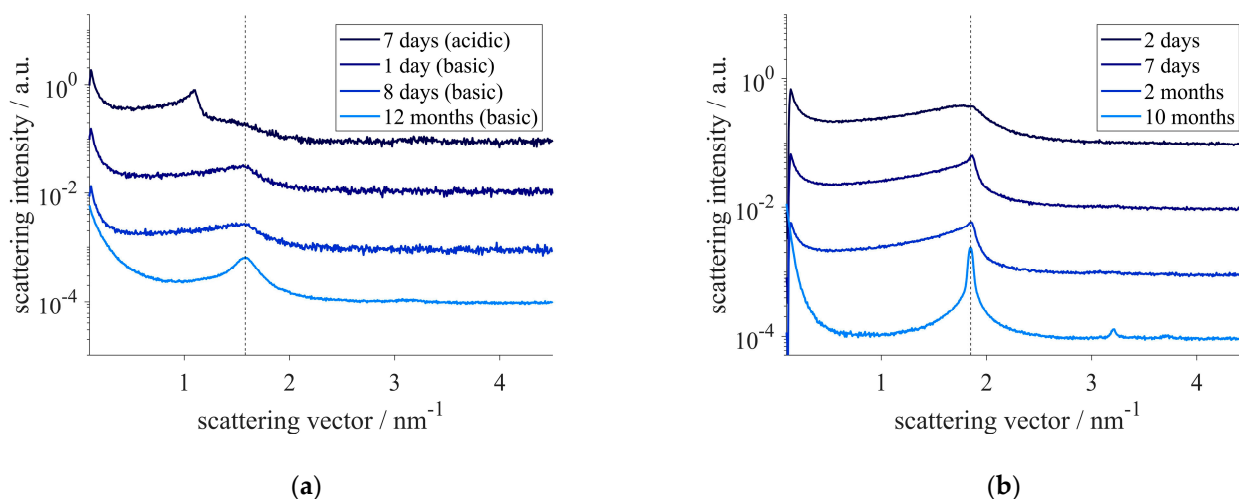 7 days (acidic)
1 day (basic)
8 days (basic)
12 months (basic)
10^0
10^-2
10^-4
scattering intensity / a.u.
1
2
3
4
scattering vector / nm^-1
(a)
2 days
7 days
2 months
10 months
10^0
10^-2
10^-4
scattering intensity / a.u.
1
2
3
4
scattering vector / nm^-1
(b)